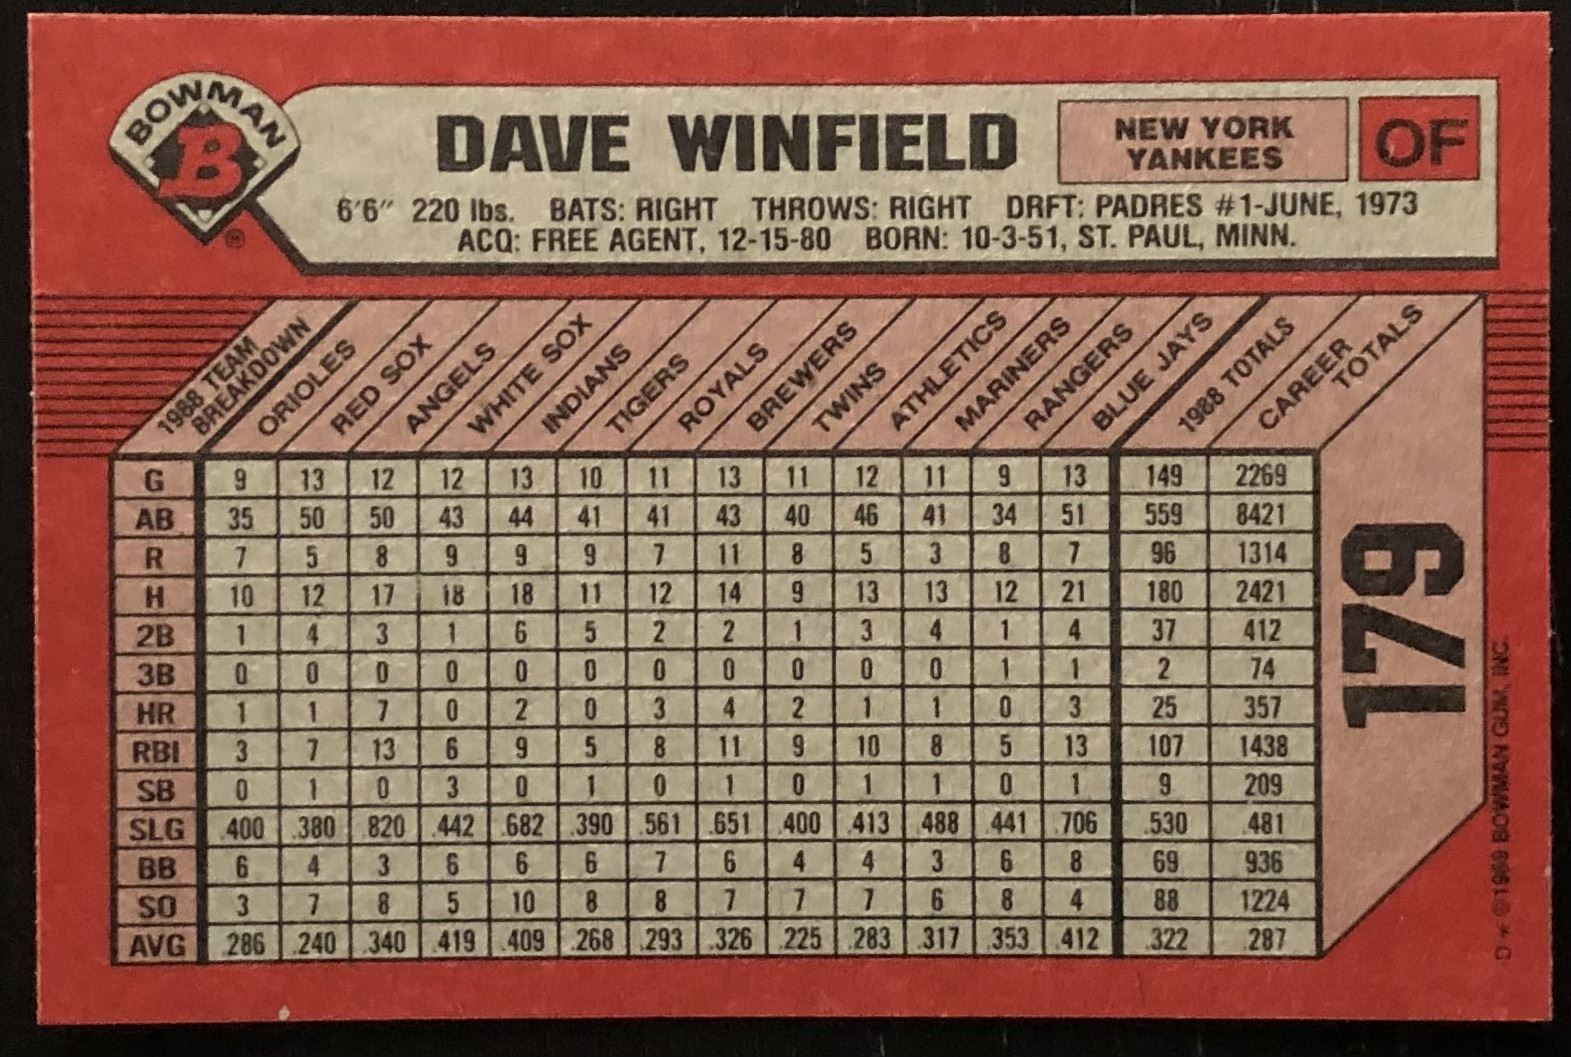 BOWMAN
B
®
DAVE WINFIELD
NEW YORK
YANKEES
OF
6'6" 220 lbs. BATS: RIGHT THROWS: RIGHT DRFT: PADRES #1-JUNE, 1973
ACQ: FREE AGENT, 12-15-80 BORN: 10-3-51, ST. PAUL, MINN.
1988 TEAM
BREAKDOWN
ORIOLES
RED SOX
ANGELS
WHITE SOX
INDIANS
TIGERS
ROYALS
BREWERS
TWINS
ATHLETICS
MARINERS
RANGERS
BLUE JAYS
1988 TOTALS
CAREER
TOTALS
G 9 13 12 12 13 10 11 13 11 12 11 9 13 149 2269
AB 35 50 50 43 44 41 41 43 40 46 41 34 51 559 8421
R 7 5 8 9 9 9 7 11 8 5 3 8 7 96 1314
H 10 12 17 18 18 11 12 14 9 13 13 12 21 180 2421
2B 1 4 3 1 6 5 2 2 1 3 4 1 4 37 412
3B 0 0 0 0 0 0 0 0 0 0 0 1 1 2 74
HR 1 1 7 0 2 0 3 4 2 1 1 0 3 25 357
RBI 3 7 13 6 9 5 8 11 9 10 8 5 13 107 1438
SB 0 1 0 3 0 1 0 1 0 1 1 0 1 9 209
SLG .400 .380 .820 .442 .682 .390 .561 .651 .400 .413 .488 .441 .706 .530 .481
BB 6 4 3 6 6 6 7 6 4 4 3 6 8 69 936
SO 3 7 8 5 10 8 8 7 7 7 6 8 4 88 1224
AVG .286 .240 .340 .419 .409 .268 .293 .326 .225 .283 .317 .353 .412 .322 .287
179
D * © 1989 BOWMAN GUM, INC.